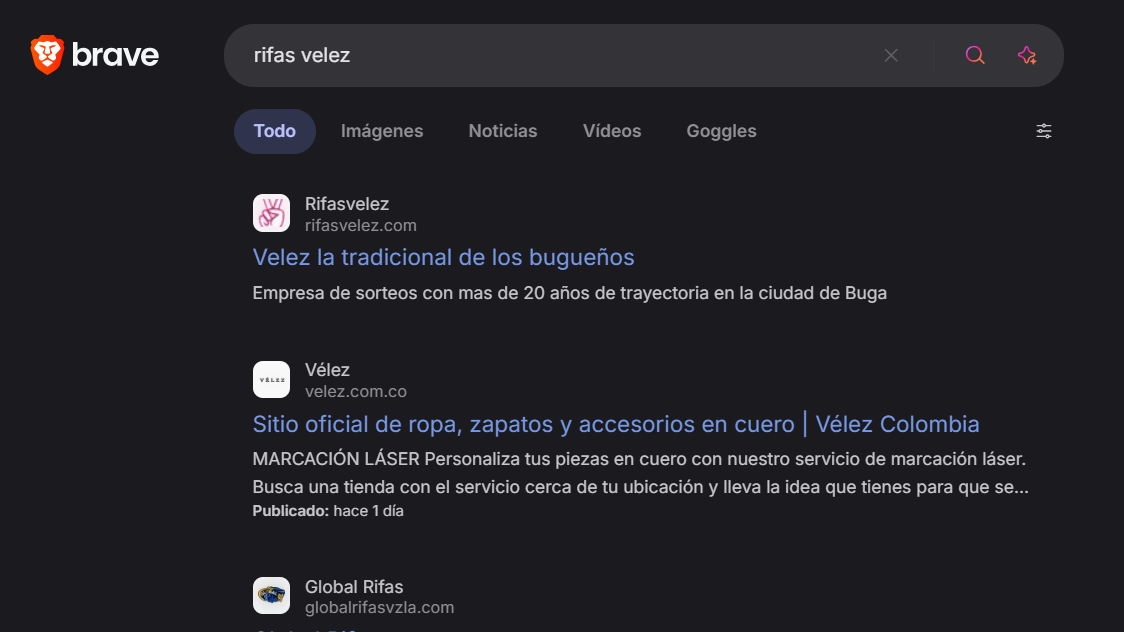 brave
rifas velez
Todo
Imágenes
Noticias
Vídeos
Goggles
Rifasvelez
rifasvelez.com
Velez la tradicional de los bugueños
Empresa de sorteos con mas de 20 años de trayectoria en la ciudad de Buga
VÉLEZ
Vélez
velez.com.co
Sitio oficial de ropa, zapatos y accesorios en cuero | Vélez Colombia
MARCACIÓN LÁSER Personaliza tus piezas en cuero con nuestro servicio de marcación láser.
Busca una tienda con el servicio cerca de tu ubicación y lleva la idea que tienes para que se...
Publicado: hace 1 día
Global Rifas
globalrifasvzla.com